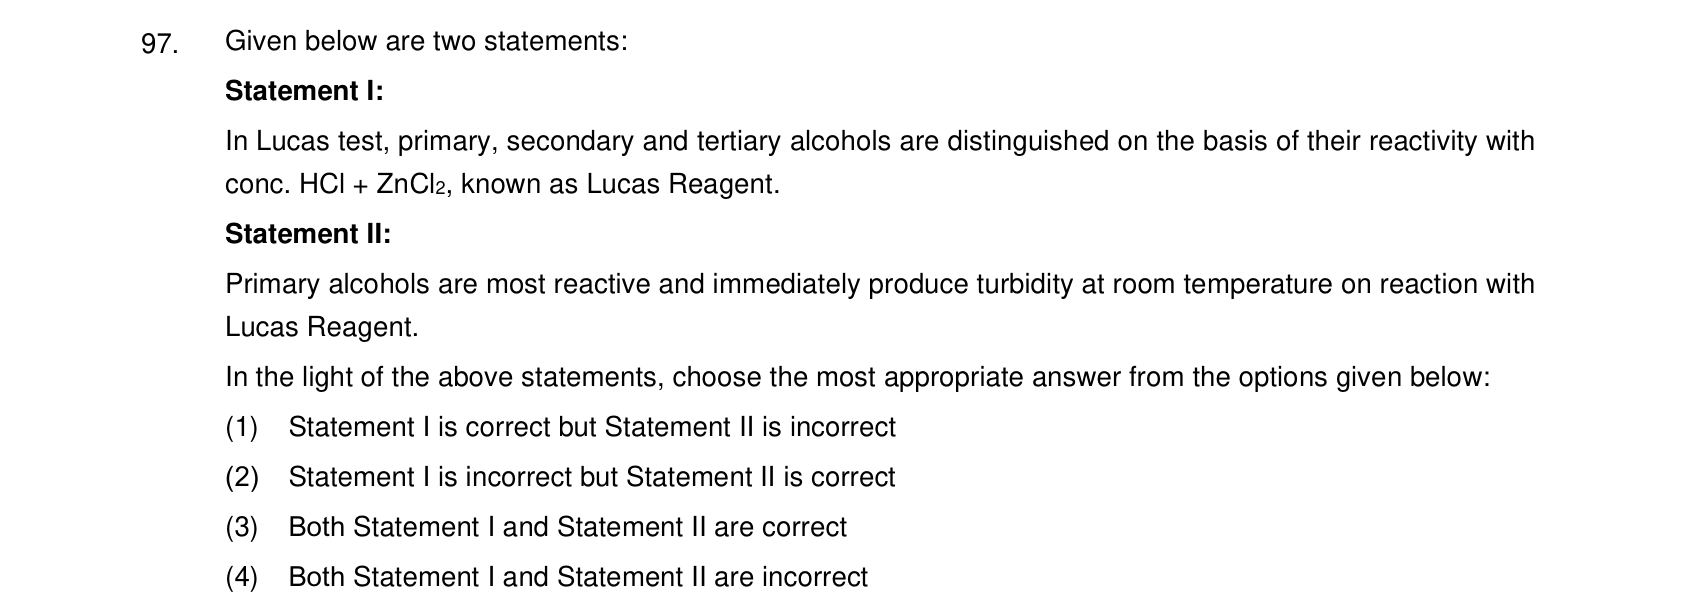 97. Given below are two statements:
Statement I:
In Lucas test, primary, secondary and tertiary alcohols are distinguished on the basis of their reactivity with
conc. HCl + ZnCl₂, known as Lucas Reagent.
Statement II:
Primary alcohols are most reactive and immediately produce turbidity at room temperature on reaction with
Lucas Reagent.
In the light of the above statements, choose the most appropriate answer from the options given below:
(1) Statement I is correct but Statement II is incorrect
(2) Statement I is incorrect but Statement II is correct
(3) Both Statement I and Statement II are correct
(4) Both Statement I and Statement II are incorrect